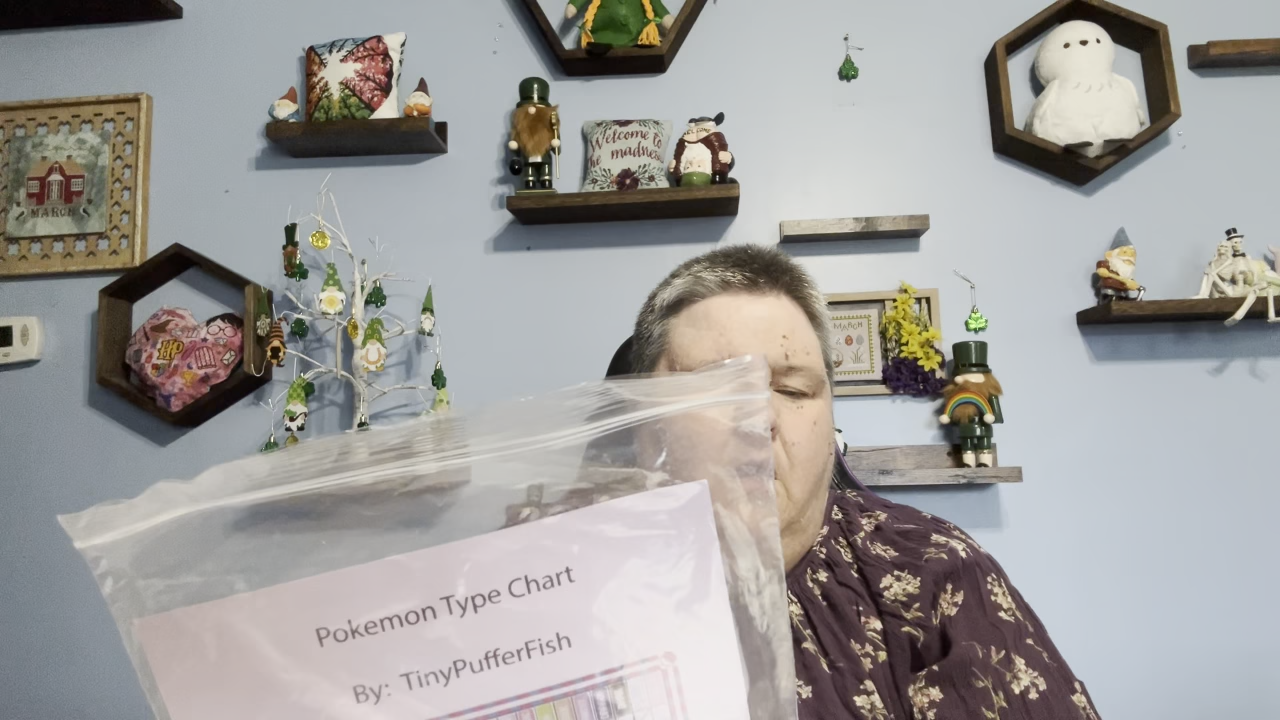 Welcome to
the madness
MARCH
MARCH
Pokemon Type Chart
By: TinyPufferFish